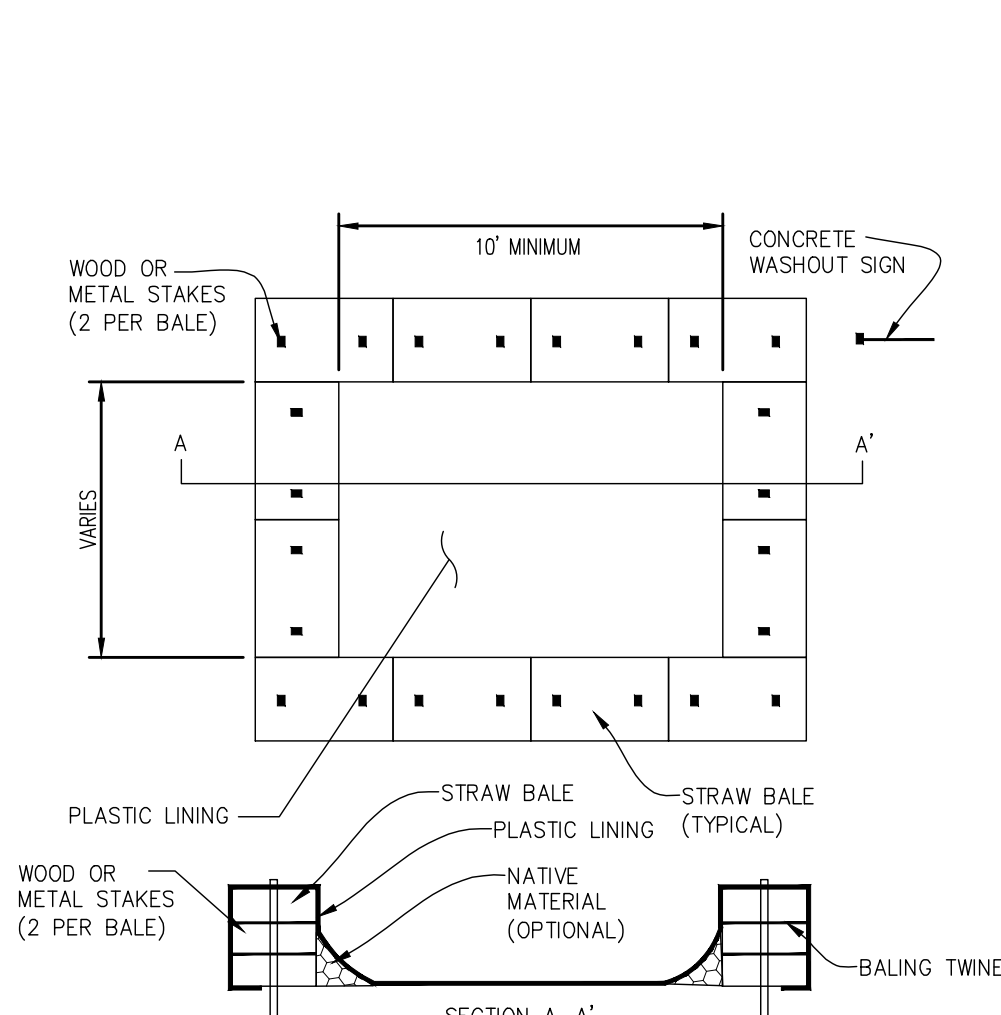 10' MINIMUM
CONCRETE
WASHOUT SIGN
WOOD OR
METAL STAKES
(2 PER BALE)
A
A'
VARIES
PLASTIC LINING
STRAW BALE
STRAW BALE
(TYPICAL)
PLASTIC LINING
WOOD OR
METAL STAKES
(2 PER BALE)
NATIVE
MATERIAL
(OPTIONAL)
BALING TWINE
SECTION A-A'